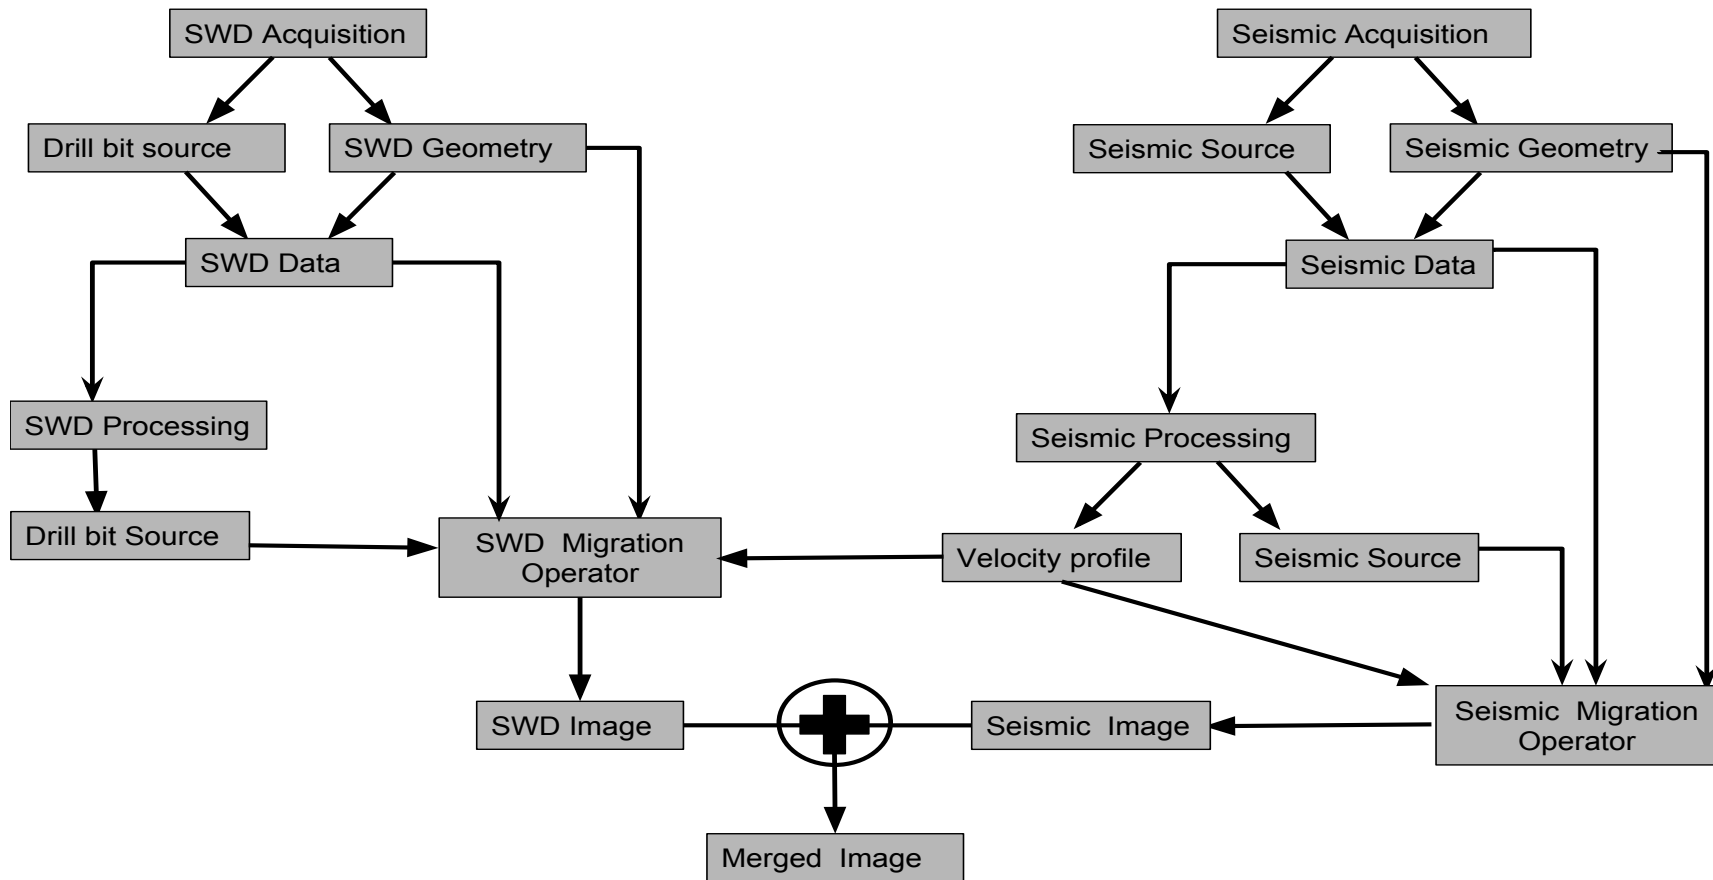 SWD Acquisition
Seismic Acquisition
Drill bit source
SWD Geometry
Seismic Source
Seismic Geometry
SWD Data
Seismic Data
SWD Processing
Seismic Processing
Drill bit Source
SWD Migration
Operator
Velocity profile
Seismic Source
SWD Image
Seismic Image
Seismic Migration
Operator
Merged Image